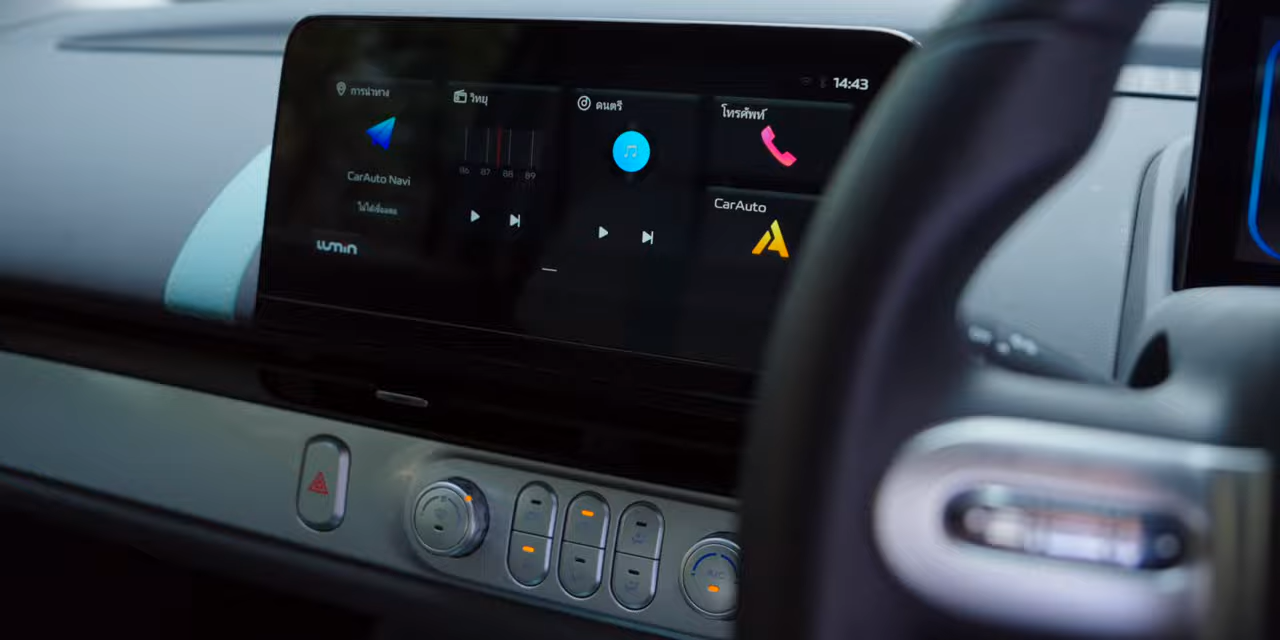 14:43
การนำทาง
วิทยุ
ดนตรี
โทรศัพท์
CarAuto Navi
86 87 88 89
CarAuto
LUMIN
A/C